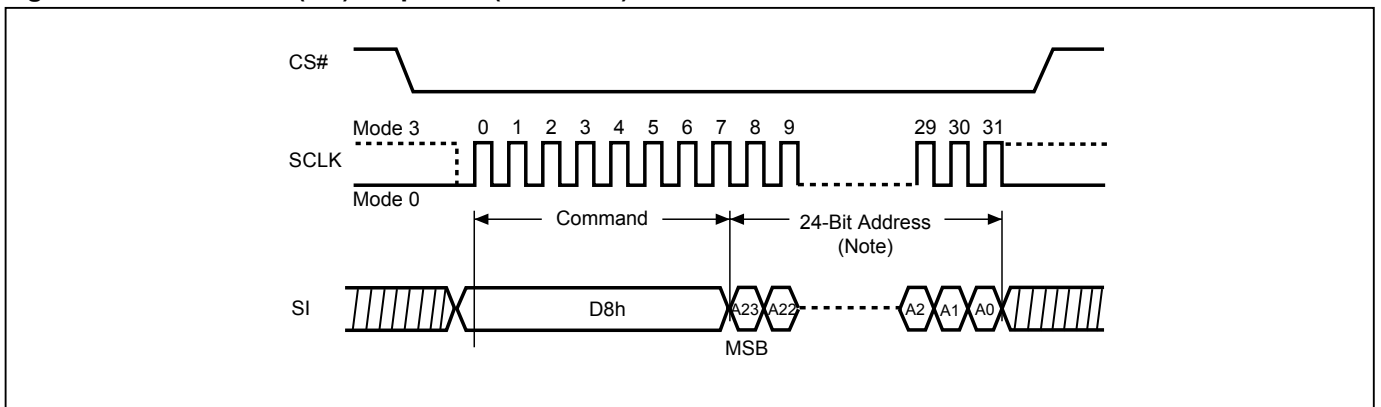 CS#
Mode 3
0 1 2 3 4 5 6 7 8 9 29 30 31
SCLK
Mode 0
Command
24-Bit Address
(Note)
SI
D8h
A23 A22 A2 A1 A0
MSB